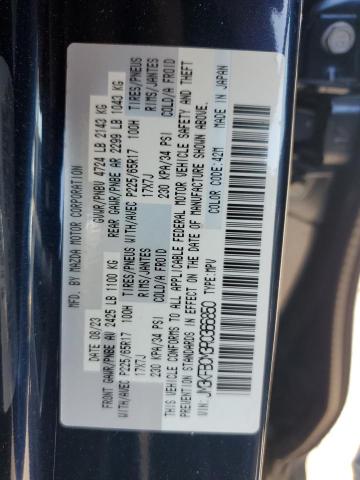 MFD. BY MAZDA MOTOR CORPORATION
DATE 08/23 GVWR/PNBV 4724 LB 2143 KG
FRONT GAWR/PNBE AV 2425 LB 1100 KG REAR GAWR/PNBE AR 2299 LB 1043 KG
TIRES/PNEUS WITH/AVEC P225/65R17 100H TIRES/PNEUS WITH/AVEC P225/65R17 100H
RIMS/JANTES 17X7J RIMS/JANTES 17X7J
COLD/A FROID 230 KPA/34 PSI COLD/A FROID 230 KPA/34 PSI
THIS VEHICLE CONFORMS TO ALL APPLICABLE FEDERAL MOTOR VEHICLE SAFETY AND THEFT
PREVENTION STANDARDS IN EFFECT ON THE DATE OF MANUFACTURE SHOWN ABOVE.
VIN: TYPE: MPV COLOR CODE: 42M MADE IN JAPAN